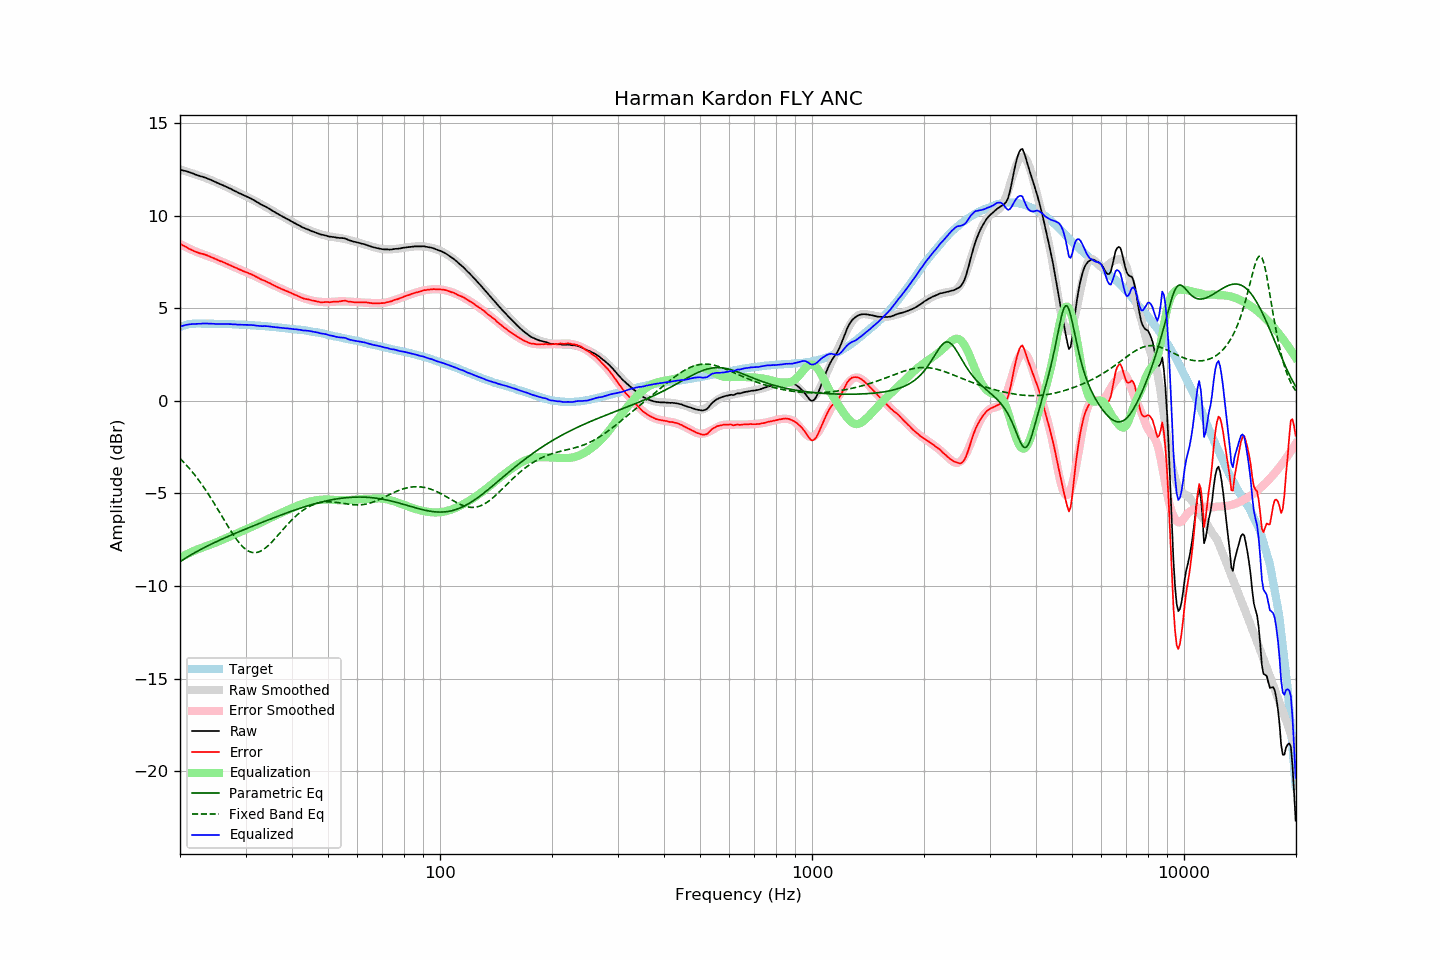 Harman Kardon FLY ANC
15
10
5
0
−5
−10
−15
−20
Amplitude (dBr)
Target
Raw Smoothed
Error Smoothed
Raw
Error
Equalization
Parametric Eq
Fixed Band Eq
Equalized
100
1000
10000
Frequency (Hz)